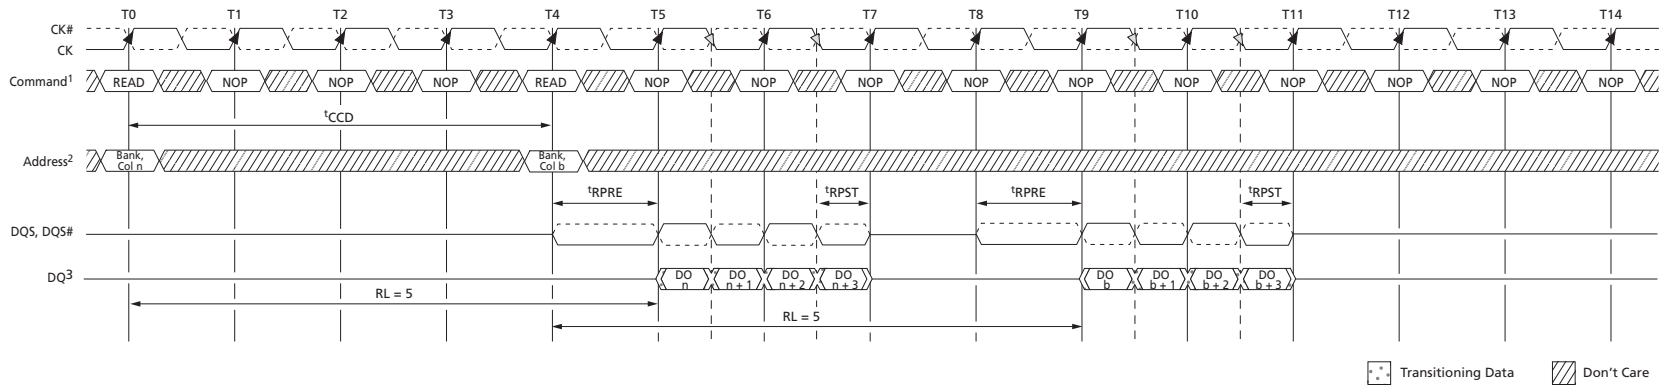 T0 T1 T2 T3 T4 T5 T6 T7 T8 T9 T10 T11 T12 T13 T14
CK#
CK
Command1 READ NOP NOP NOP READ NOP NOP NOP NOP NOP NOP NOP NOP NOP NOP
tCCD
Address2 Bank, Col n Bank, Col b
tRPRE tRPST tRPRE tRPST
DQS, DQS#
DQ3 DO n DO n + 1 DO n + 2 DO n + 3 DO b DO b + 1 DO b + 2 DO b + 3
RL = 5
RL = 5
Transitioning Data Don't Care